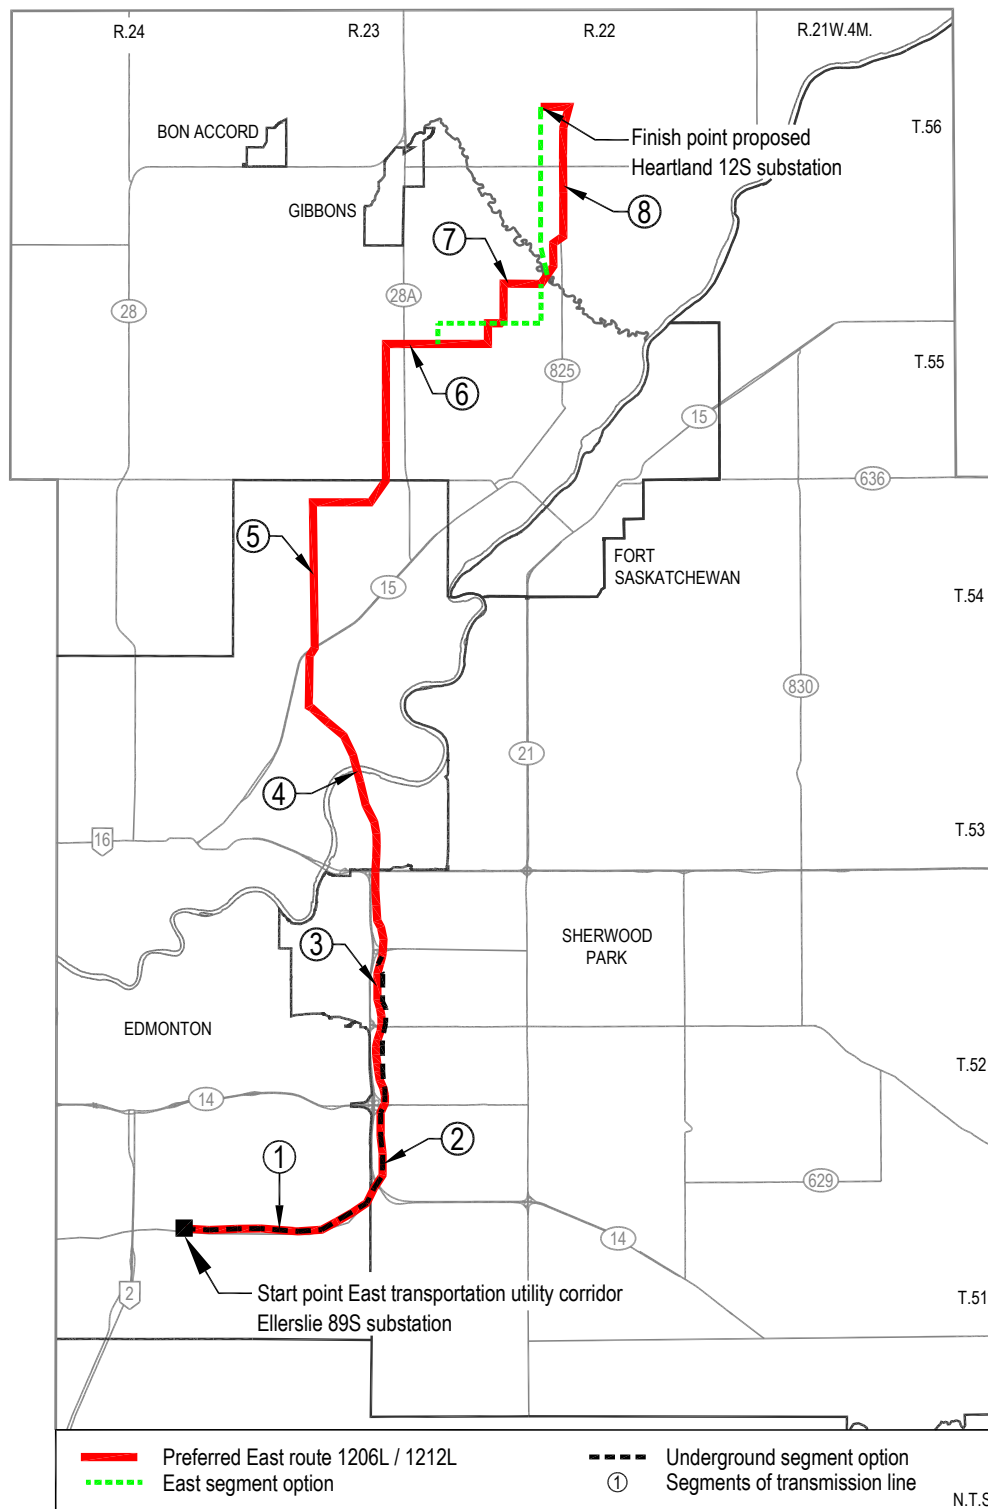 R.24
R.23
R.22
R.21W.4M.
BON ACCORD
T.56
Finish point proposed
Heartland 12S substation
GIBBONS
8
7
28A
28
T.55
825
6
15
636
5
FORT
SASKATCHEWAN
15
T.54
830
21
4
T.53
16
SHERWOOD
PARK
3
EDMONTON
T.52
14
2
1
629
14
Start point East transportation utility corridor
Ellerslie 89S substation
2
T.51
Preferred East route 1206L / 1212L
East segment option
Underground segment option
1 Segments of transmission line
N.T.S